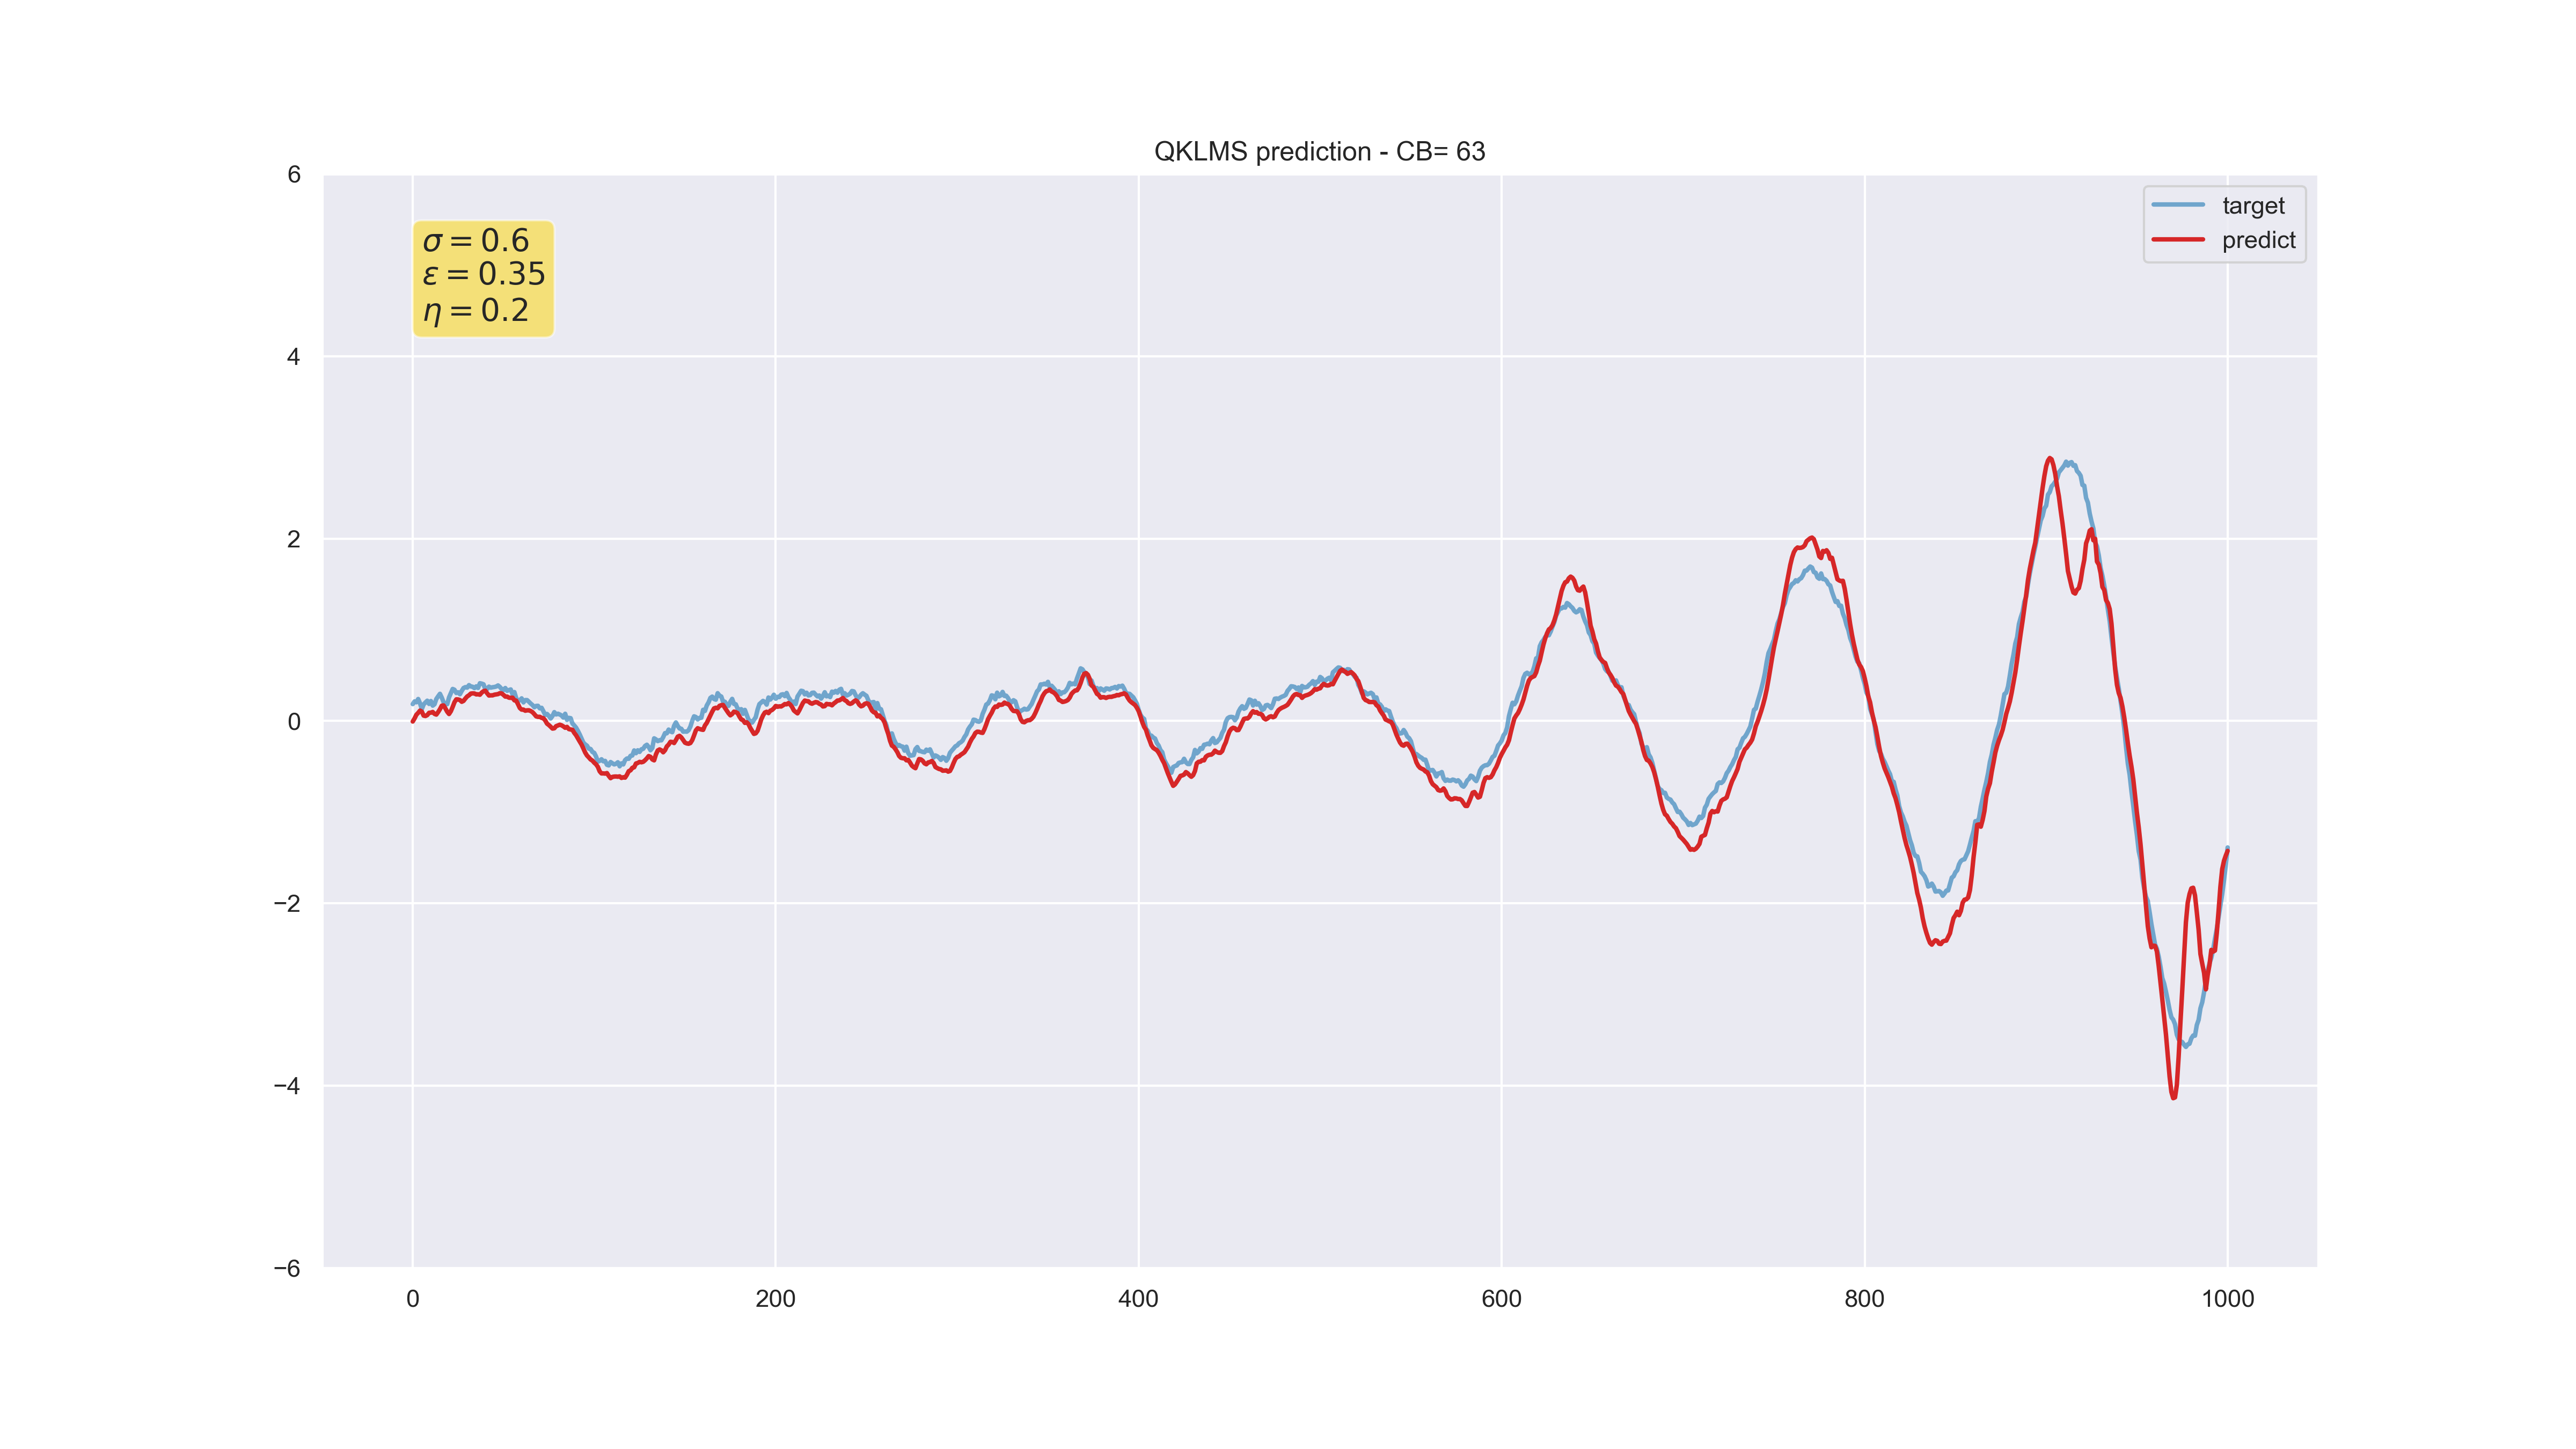 QKLMS prediction - CB= 63
target
predict
σ = 0.6
ε = 0.35
η = 0.2
6
4
2
0
−2
−4
−6
0
200
400
600
800
1000